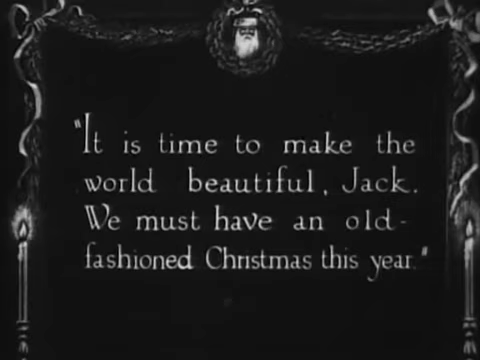 "It is time to make the
world beautiful, Jack.
We must have an old-
fashioned Christmas this year."